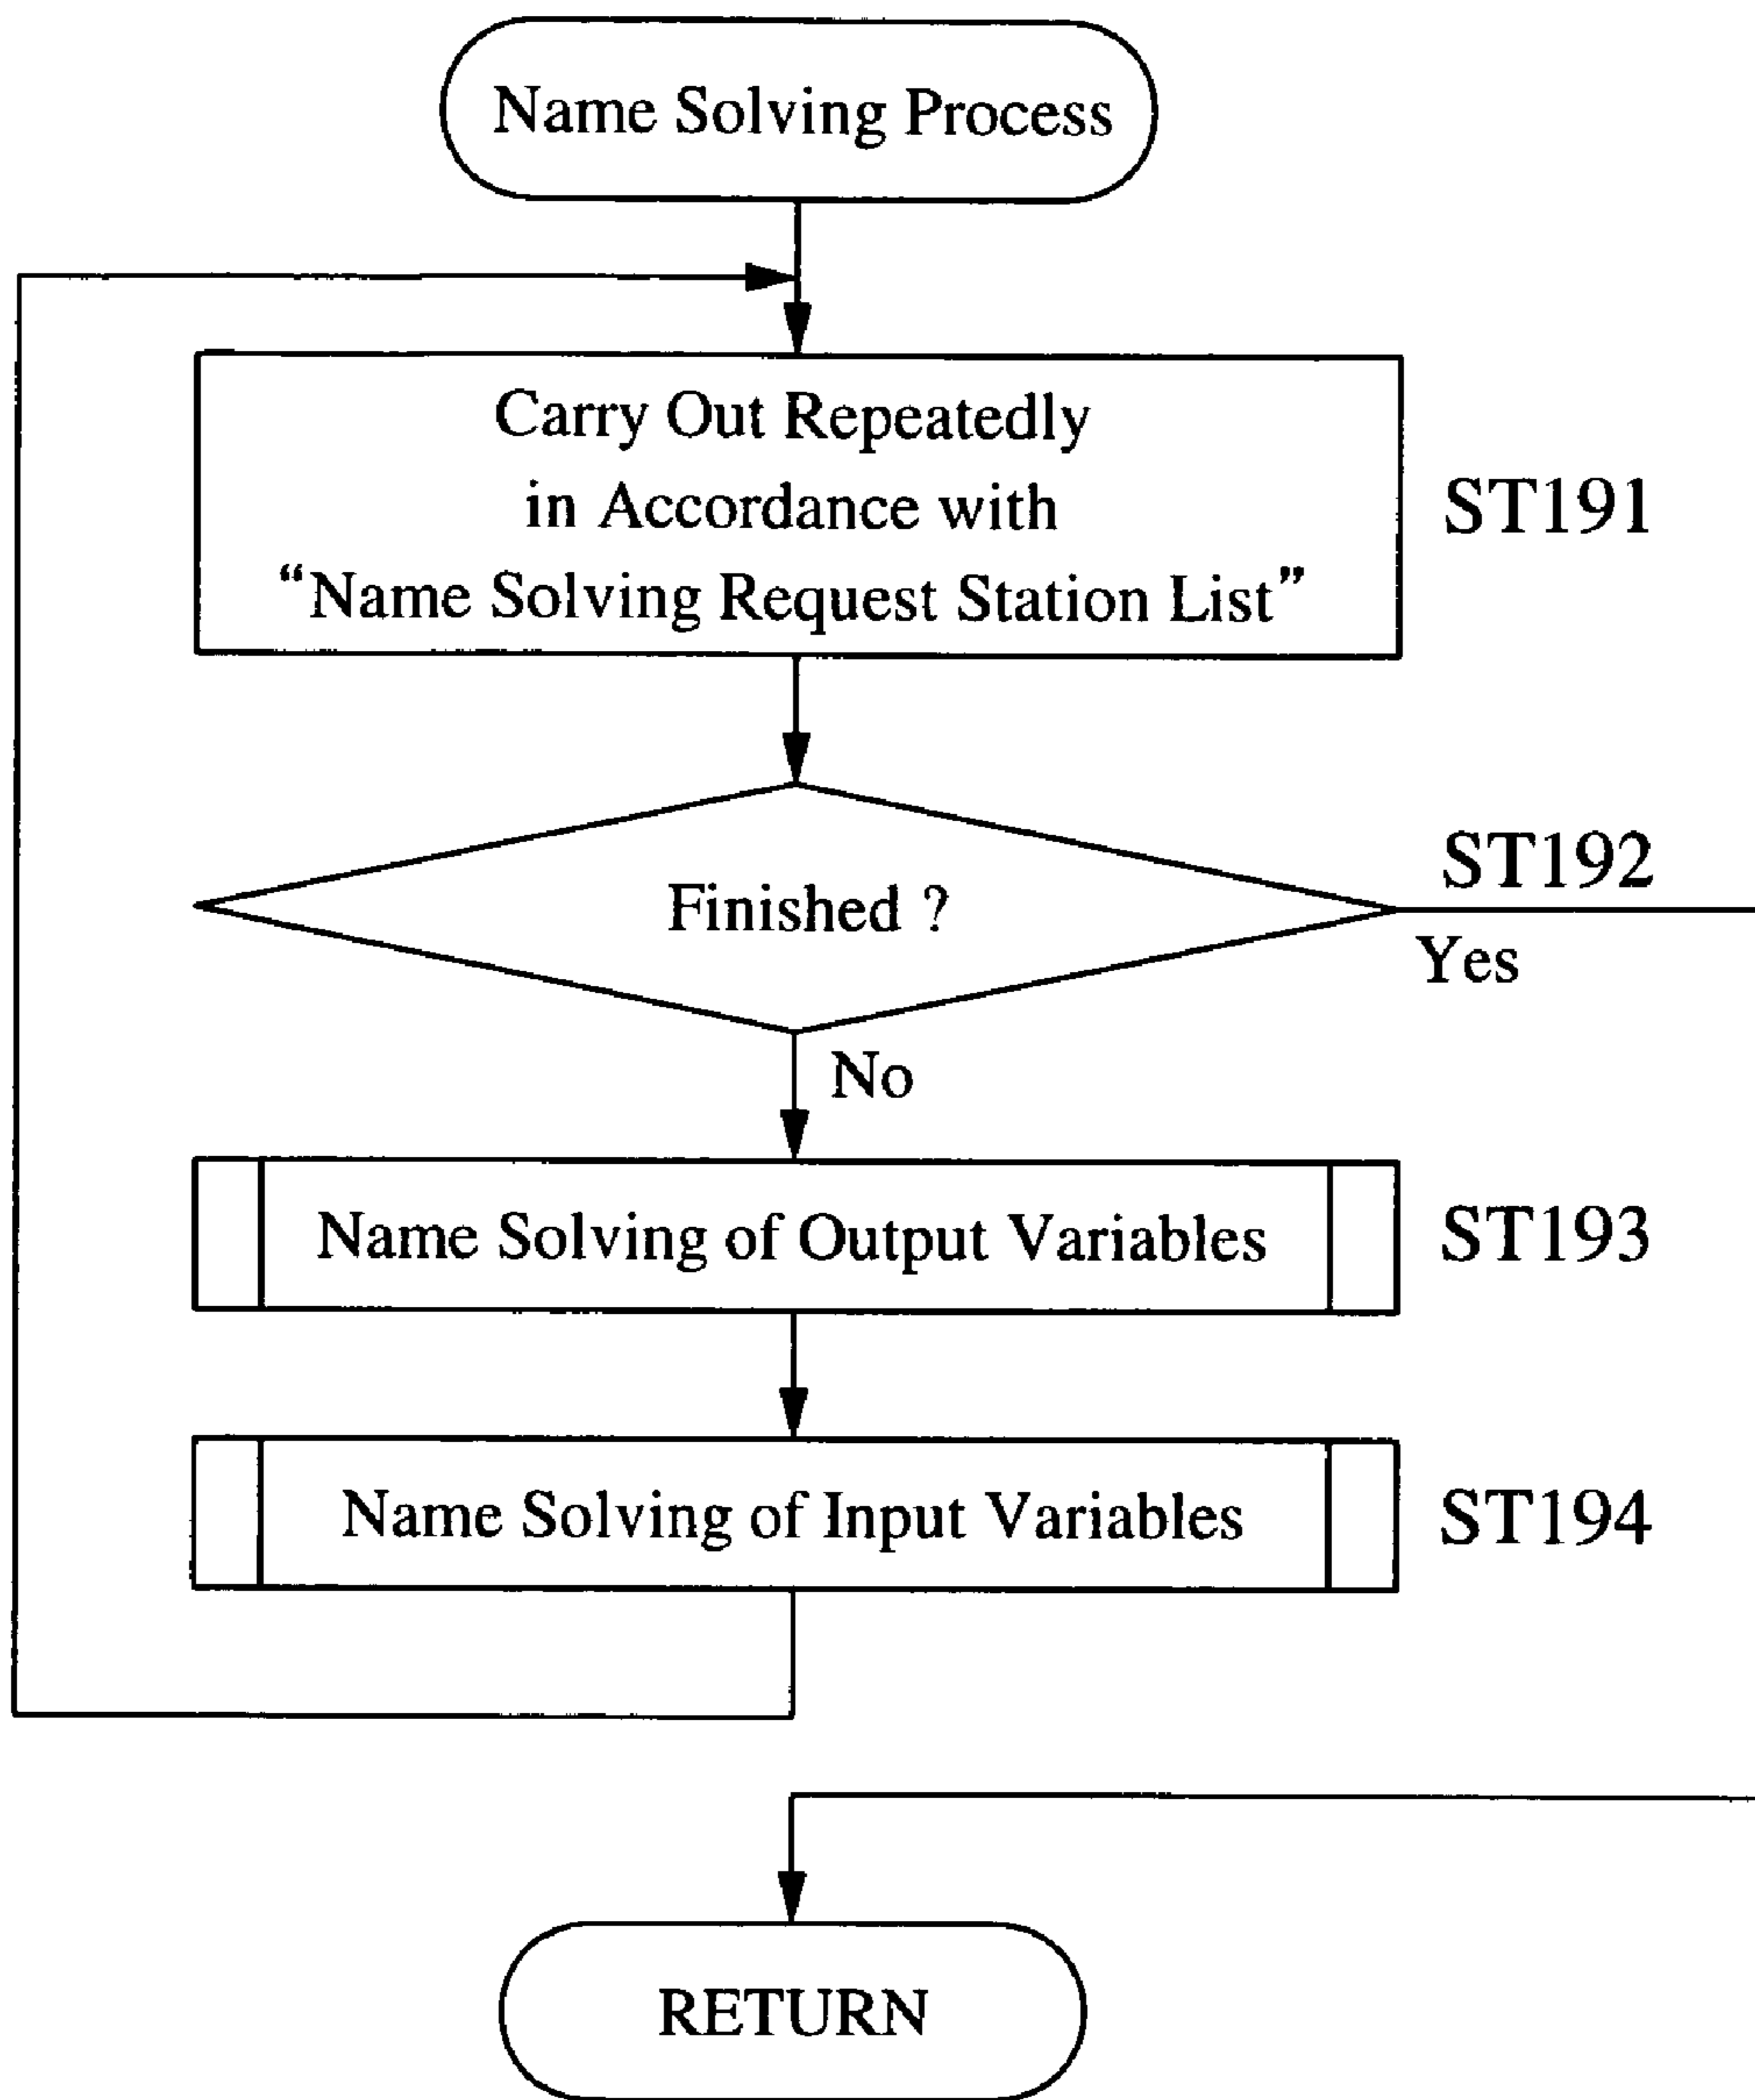 Name Solving Process
Carry Out Repeatedly
in Accordance with
“Name Solving Request Station List”
ST191
Finished ?
ST192
Yes
No
Name Solving of Output Variables
ST193
Name Solving of Input Variables
ST194
RETURN